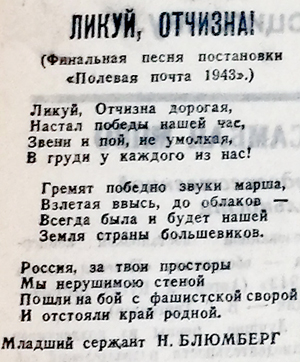 ЛИКУЙ, ОТЧИЗНА!
(Финальная песня постановки
«Полевая почта 1943».)
Ликуй, Отчизна дорогая,
Настал победы нашей час,
Звени и пой, не умолкая,
В груди у каждого из нас!
Гремят победно звуки марша,
Взлетая ввысь, до облаков —
Всегда была и будет нашей
Земля страны большевиков.
Россия, за твои просторы
Мы нерушимою стеной
Пошли на бой с фашистской сворой
И отстояли край родной.
Младший сержант Н. БЛЮМБЕРГ